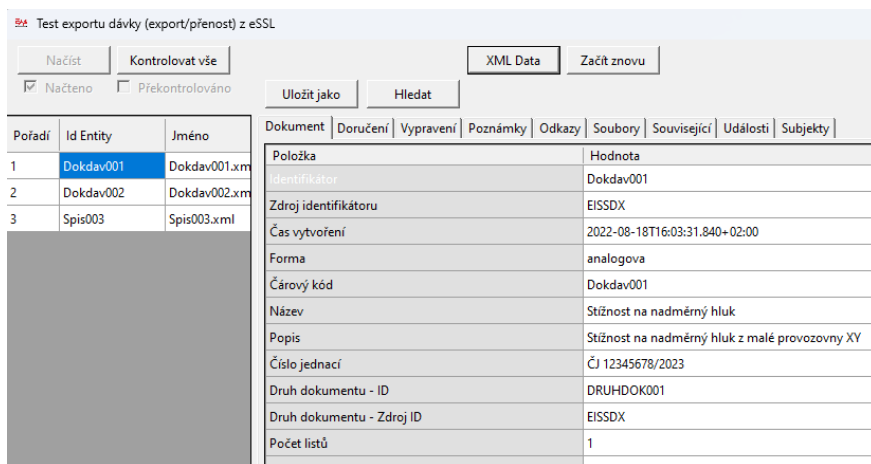 Test exportu dávky (export/přenost) z eSSL
Načíst Kontrolovat vše XML Data Začít znovu
Načteno Překontrolováno
Uložit jako Hledat
Dokument Doručení Vypravení Poznámky Odkazy Soubory Související Události Subjekty
Pořadí Id Entity Jméno
1 Dokdav001 Dokdav001.xm
2 Dokdav002 Dokdav002.xm
3 Spis003 Spis003.xml
Položka Hodnota
Identifikátor Dokdav001
Zdroj identifikátoru EISSDX
Čas vytvoření 2022-08-18T16:03:31.840+02:00
Forma analogova
Čárový kód Dokdav001
Název Stížnost na nadměrný hluk
Popis Stížnost na nadměrný hluk z malé provozovny XY
Číslo jednací ČJ 12345678/2023
Druh dokumentu - ID DRUHDOK001
Druh dokumentu - Zdroj ID EISSDX
Počet listů 1